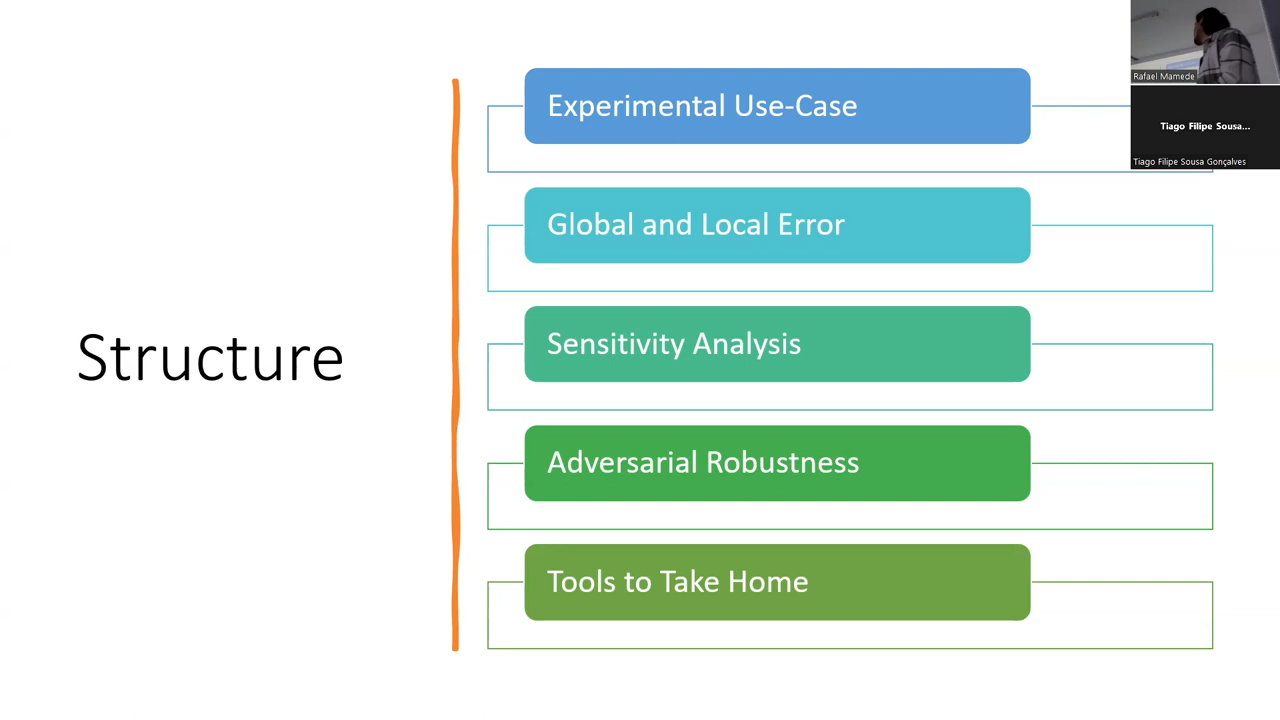 Structure
Experimental Use-Case
Global and Local Error
Sensitivity Analysis
Adversarial Robustness
Tools to Take Home
Rafael Mamede
Tiago Filipe Sousa...
Tiago Filipe Sousa Gonçalves